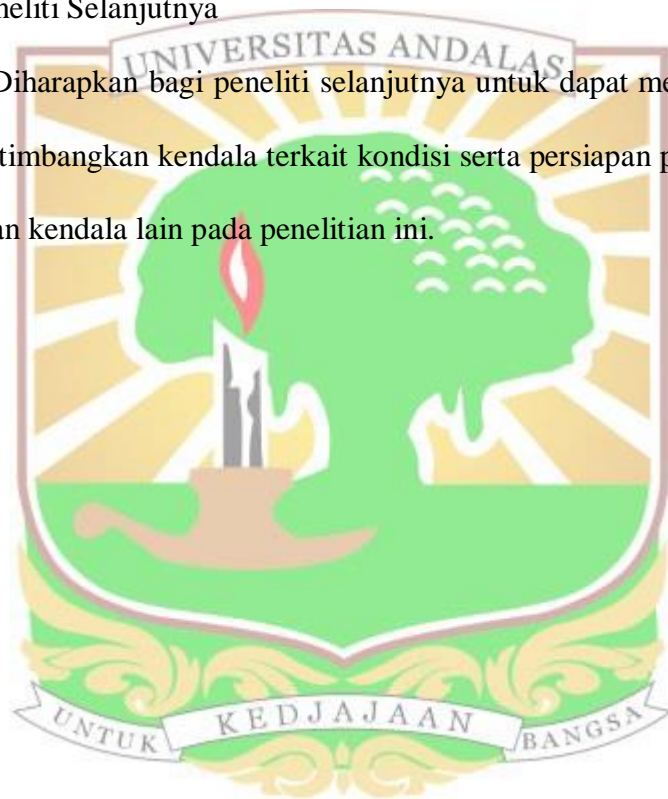 neliti Selanjutnya
UNIVERSITAS ANDALAS
Diharapkan bagi peneliti selanjutnya untuk dapat me
timbangkan kendala terkait kondisi serta persiapan p
an kendala lain pada penelitian ini.
UNTUK KEDJAJAAN BANGSA